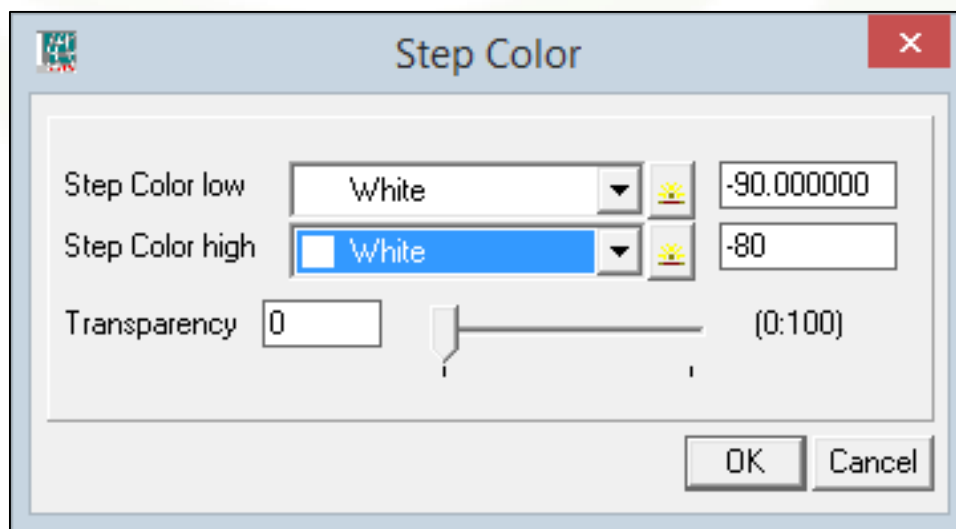 Step Color
Step Color low White -90.000000
Step Color high White -80
Transparency 0 (0:100)
OK Cancel